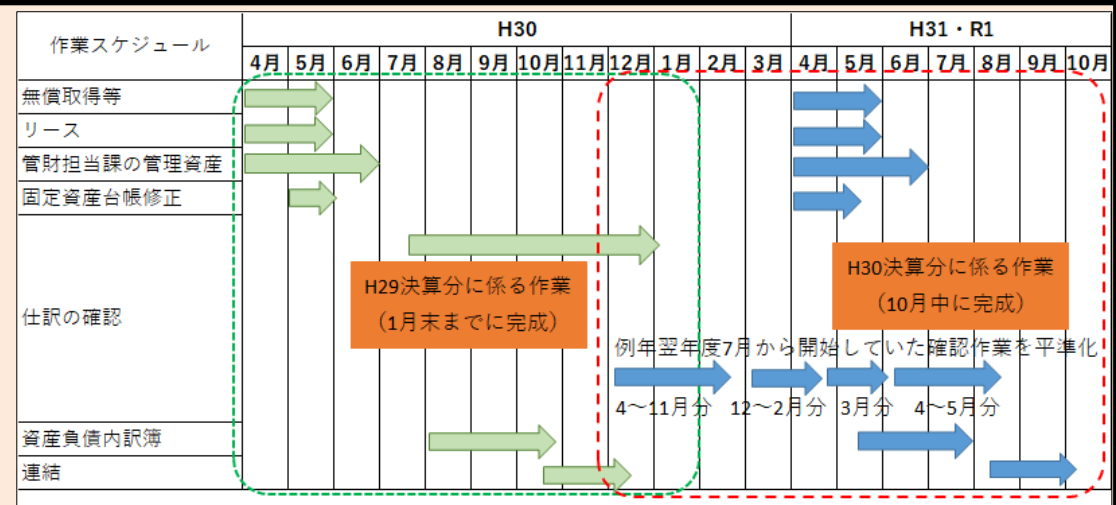 作業スケジュール
H30
H31・R1
4月 5月 6月 7月 8月 9月 10月 11月 12月 1月 2月 3月 4月 5月 6月 7月 8月 9月 10月
無償取得等
リース
管財担当課の管理資産
固定資産台帳修正
仕訳の確認
H29決算分に係る作業
（1月末までに完成）
H30決算分に係る作業
（10月中に完成）
例年翌年度7月から開始していた確認作業を平準化
4～11月分 12～2月分 3月分 4～5月分
資産負債内訳簿
連結